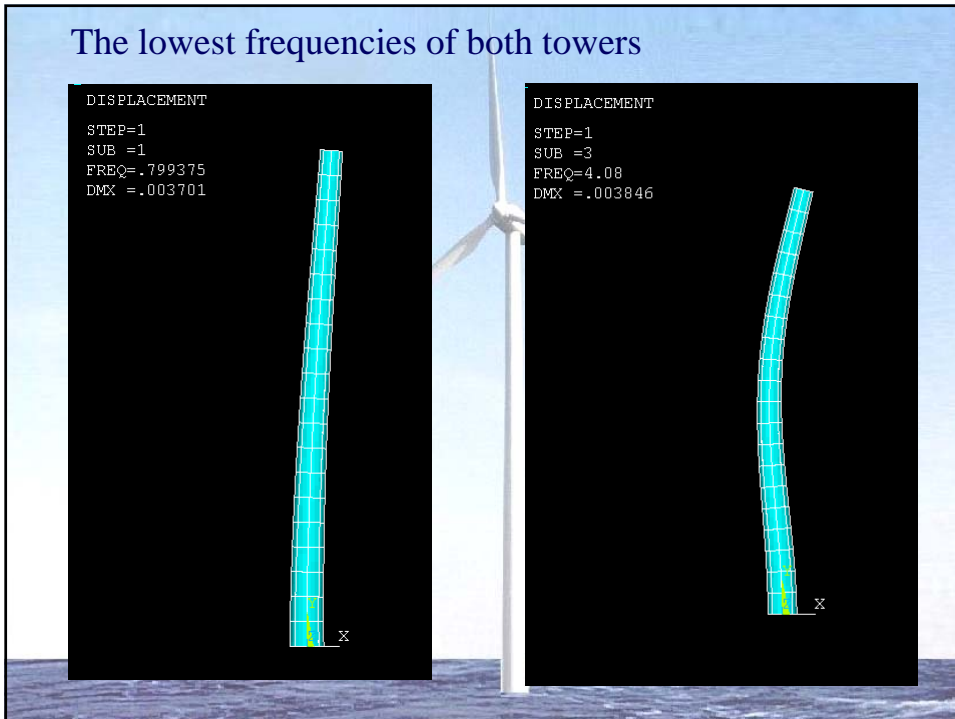 The lowest frequencies of both towers
DISPLACEMENT
STEP=1
SUB =1
FREQ=.799375
DMX =.003701
Y
X
DISPLACEMENT
STEP=1
SUB =3
FREQ=4.08
DMX =.003846
Y
X